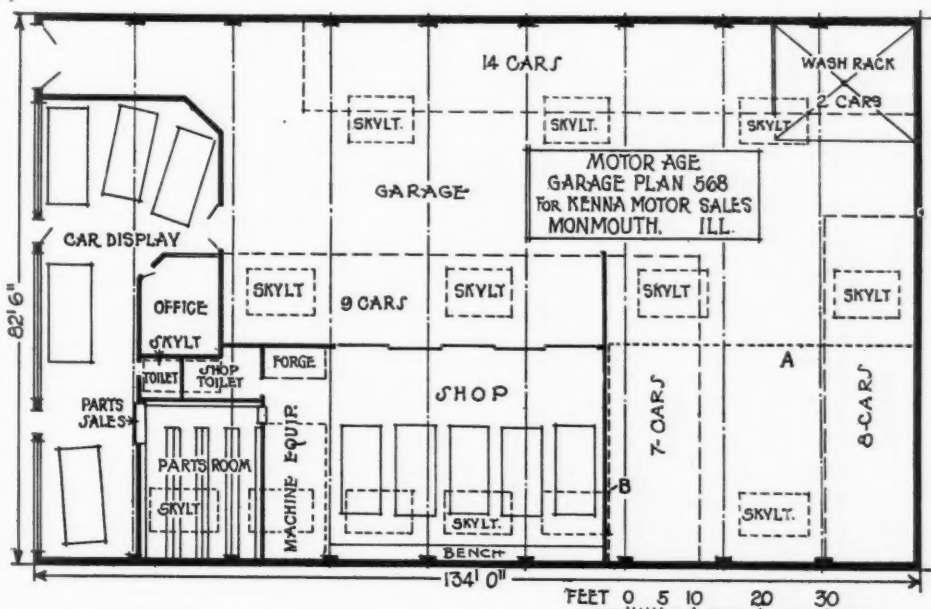 14 CARS
WASH RACK
2 CARS
SKYLT.
SKYLT.
SKYLT
MOTOR AGE
GARAGE PLAN 568
FOR KENNA MOTOR SALES
MONMOUTH, ILL.
GARAGE
CAR DISPLAY
82' 6"
OFFICE
SKYLT
SKYLT
9 CARS
SKYLT
SKYLT
SKYLT
TOILET
SHOP
TOILET
FORGE
SHOP
A
PARTS
SALES
PARTS ROOM
SKYLT
MACHINE EQUIP.
SKYLT.
BENCH
B
7-CARS
8-CARS
SKYLT.
134' 0"
FEET 0 5 10 20 30